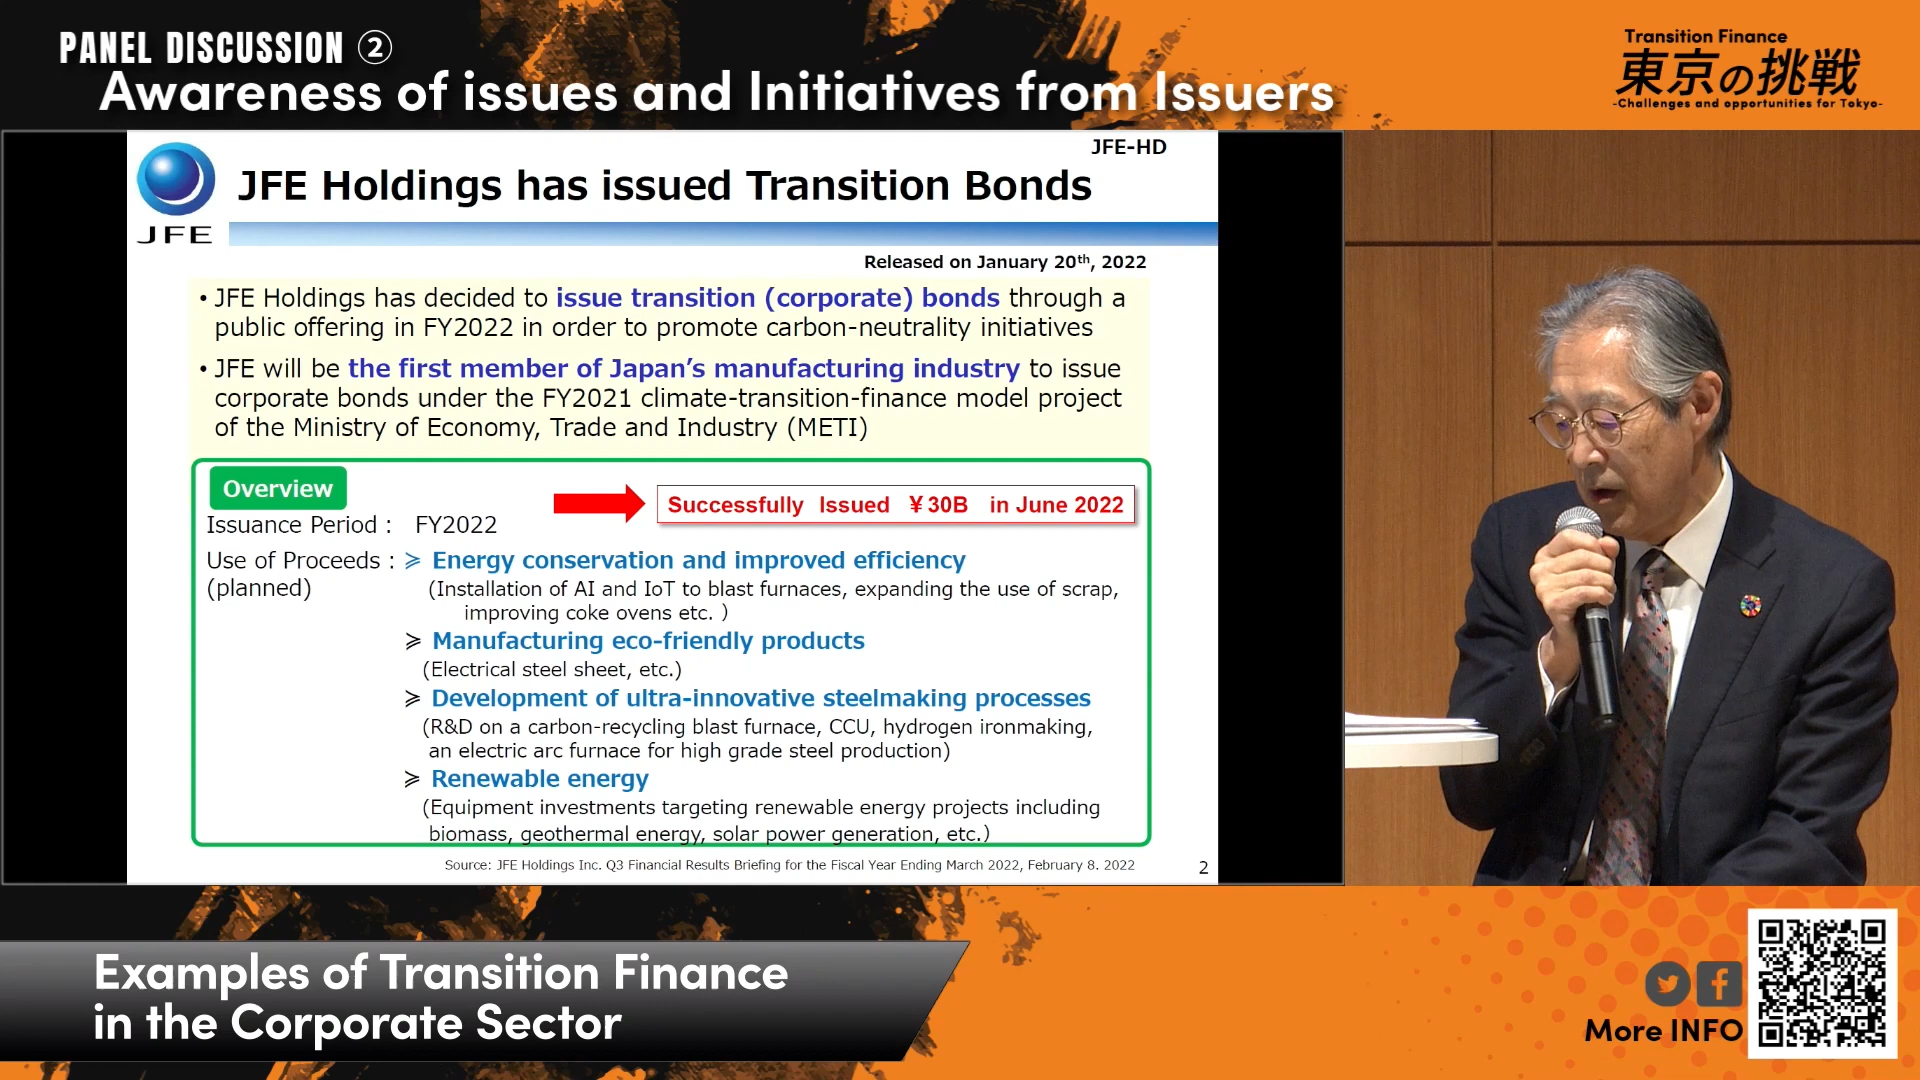 PANEL DISCUSSION ②
Awareness of issues and Initiatives from Issuers
Transition Finance
東京の挑戦
-Challenges and opportunities for Tokyo-
JFE-HD
JFE
JFE Holdings has issued Transition Bonds
Released on January 20th, 2022
• JFE Holdings has decided to issue transition (corporate) bonds through a
public offering in FY2022 in order to promote carbon-neutrality initiatives
• JFE will be the first member of Japan's manufacturing industry to issue
corporate bonds under the FY2021 climate-transition-finance model project
of the Ministry of Economy, Trade and Industry (METI)
Overview
Successfully Issued ¥30B in June 2022
Issuance Period : FY2022
Use of Proceeds : ➢ Energy conservation and improved efficiency
(planned) (Installation of AI and IoT to blast furnaces, expanding the use of scrap,
improving coke ovens etc. )
➢ Manufacturing eco-friendly products
(Electrical steel sheet, etc.)
➢ Development of ultra-innovative steelmaking processes
(R&D on a carbon-recycling blast furnace, CCU, hydrogen ironmaking,
an electric arc furnace for high grade steel production)
➢ Renewable energy
(Equipment investments targeting renewable energy projects including
biomass, geothermal energy, solar power generation, etc.)
Source: JFE Holdings Inc. Q3 Financial Results Briefing for the Fiscal Year Ending March 2022, February 8. 2022
2
Examples of Transition Finance
in the Corporate Sector
More INFO